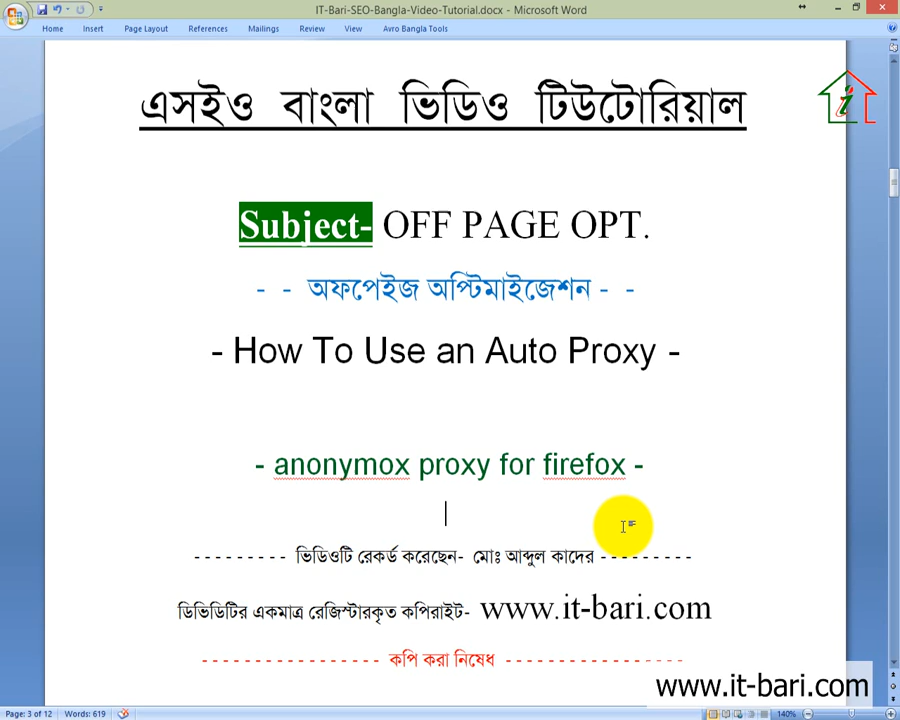 IT-Bari-SEO-Bangla-Video-Tutorial.docx - Microsoft Word
Home Insert Page Layout References Mailings Review View Avro Bangla Tools
এসইও বাংলা ভিডিও টিউটোরিয়াল
i
Subject- OFF PAGE OPT.
- - অফপেইজ অপ্টিমাইজেশন - -
- How To Use an Auto Proxy -
- anonymox proxy for firefox -
- - - - - - - - - ভিডিওটি রেকর্ড করেছেন- মোঃ আব্দুল কাদের - - - - - - - - -
ডিভিডিটির একমাত্র রেজিস্টারকৃত কপিরাইট- www.it-bari.com
- - - - - - - - - - - - - - - - - - কপি করা নিষেধ - - - - - - - - - - - - - - - - - -
www.it-bari.com
Page: 3 of 12 Words: 619 140%